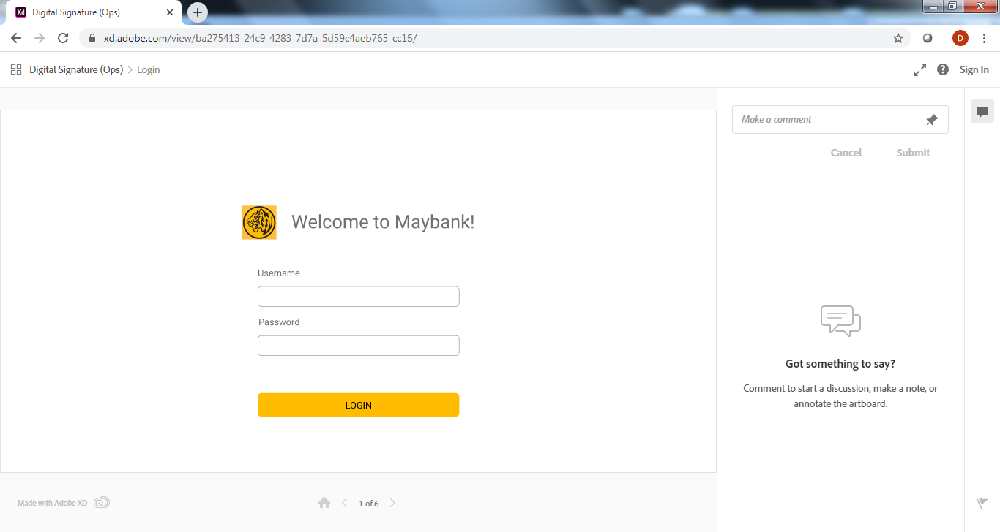 Xd Digital Signature (Ops)
xd.adobe.com/view/ba275413-24c9-4283-7d7a-5d59c4aeb765-cc16/
D
Digital Signature (Ops) > Login
Sign In
Make a comment
Cancel Submit
Welcome to Maybank!
Username
Password
LOGIN
Got something to say?
Comment to start a discussion, make a note, or
annotate the artboard.
Made with Adobe XD
1 of 6